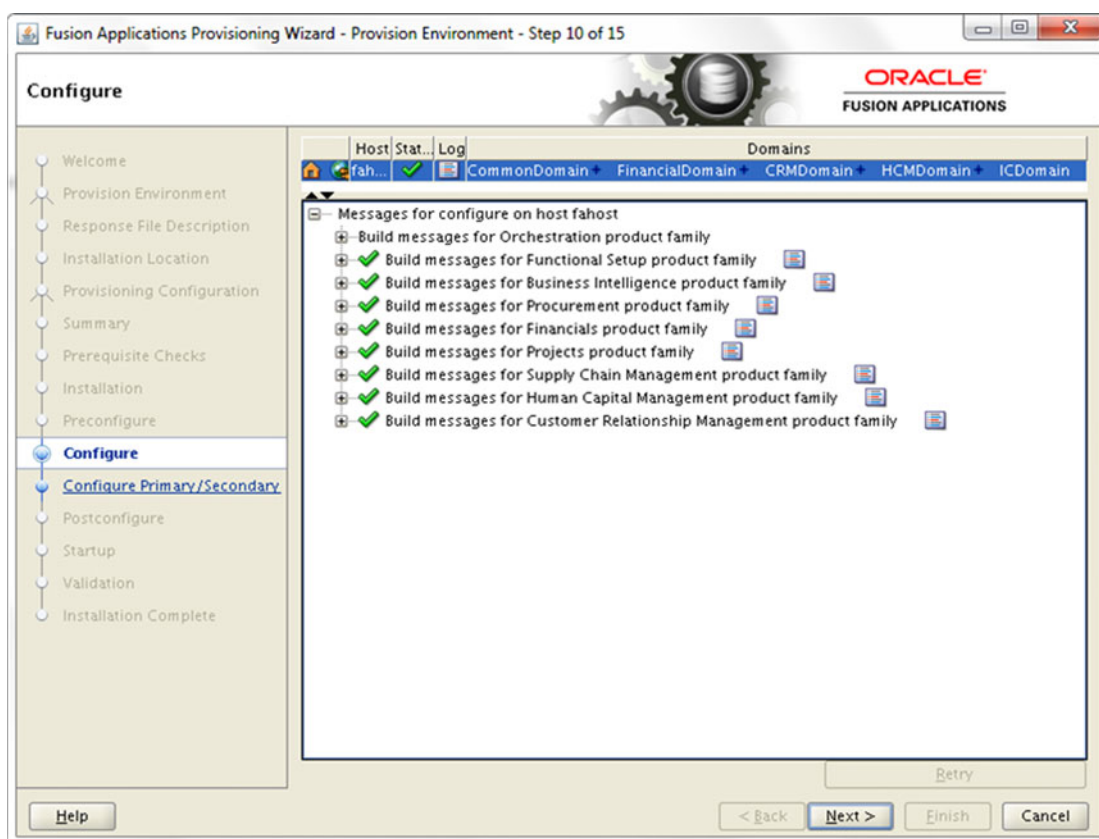 Fusion Applications Provisioning Wizard - Provision Environment - Step 10 of 15
Configure
ORACLE
FUSION APPLICATIONS
Welcome
Provision Environment
Response File Description
Installation Location
Provisioning Configuration
Summary
Prerequisite Checks
Installation
Preconfigure
Configure
Configure Primary/Secondary
Postconfigure
Startup
Validation
Installation Complete
Host Stat... Log Domains
fah... CommonDomain+ FinancialDomain+ CRMDomain+ HCMDomain+ ICDomain
Messages for configure on host fahost
Build messages for Orchestration product family
Build messages for Functional Setup product family
Build messages for Business Intelligence product family
Build messages for Procurement product family
Build messages for Financials product family
Build messages for Projects product family
Build messages for Supply Chain Management product family
Build messages for Human Capital Management product family
Build messages for Customer Relationship Management product family
Retry
Help < Back Next > Finish Cancel